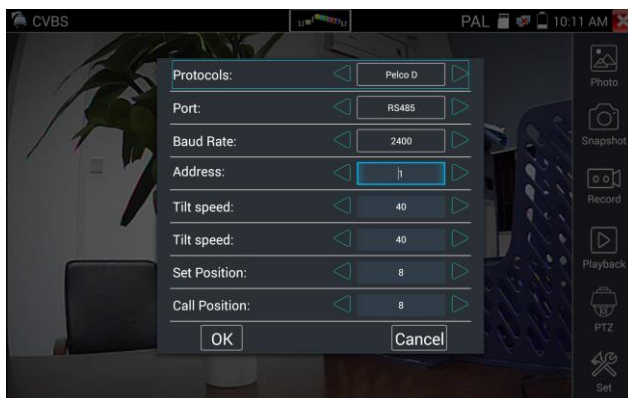 CVBS PAL 10:11 AM
Protocols: Pelco D
Port: RS485
Baud Rate: 2400
Address: 1
Tilt speed: 40
Tilt speed: 40
Set Position: 8
Call Position: 8
OK Cancel
Photo
Snapshot
Record
Playback
PTZ
Set